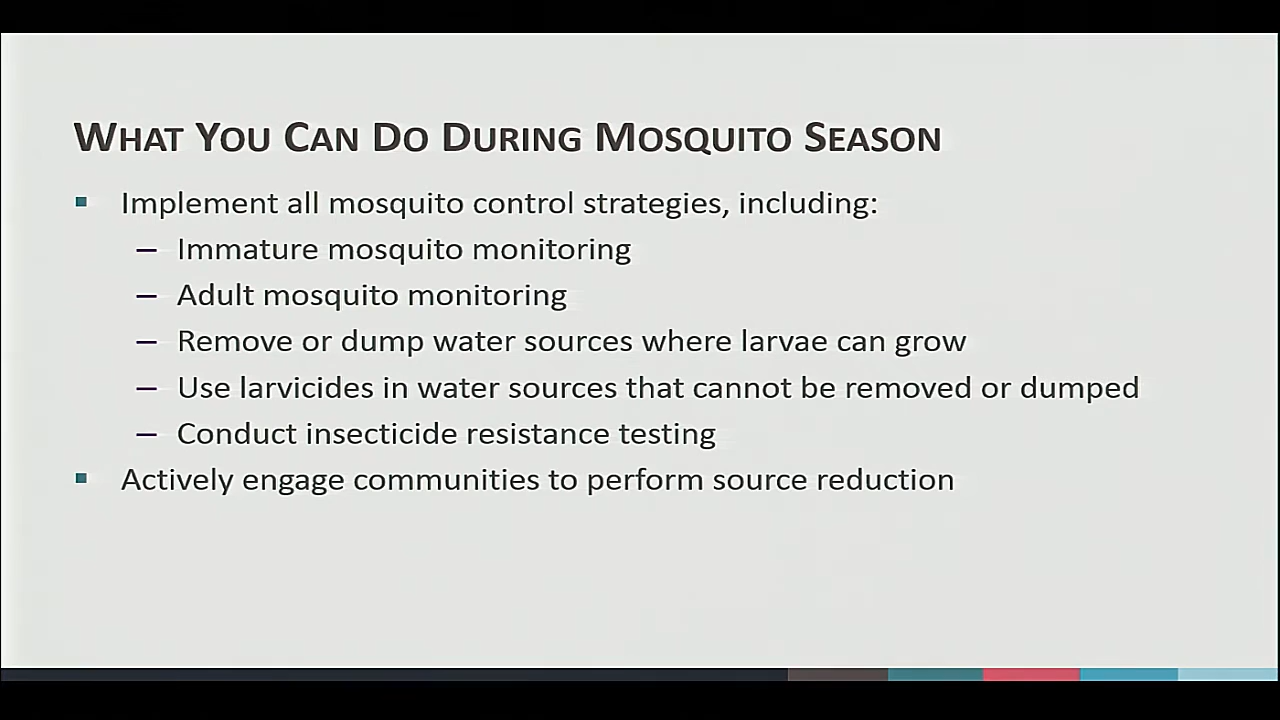 What You Can Do During Mosquito Season
▪ Implement all mosquito control strategies, including:
– Immature mosquito monitoring
– Adult mosquito monitoring
– Remove or dump water sources where larvae can grow
– Use larvicides in water sources that cannot be removed or dumped
– Conduct insecticide resistance testing
▪ Actively engage communities to perform source reduction